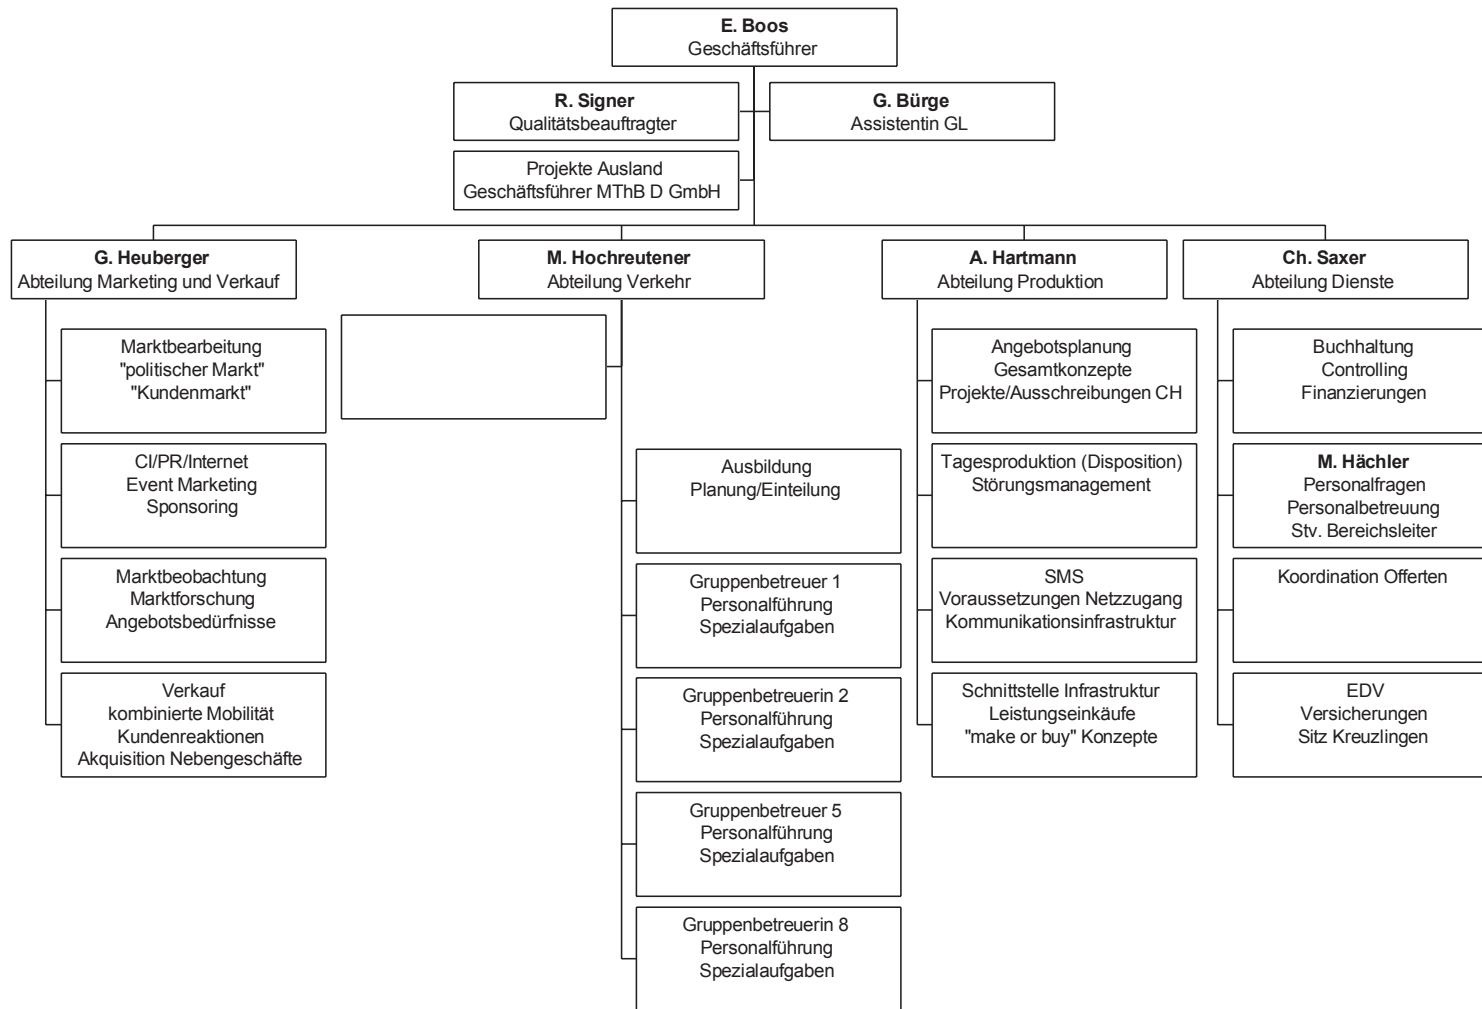 E. Boos
Geschäftsführer
R. Signer
Qualitätsbeauftragter
G. Bürge
Assistentin GL
Projekte Ausland
Geschäftsführer MThB D GmbH
G. Heuberger
Abteilung Marketing und Verkauf
M. Hochreutener
Abteilung Verkehr
A. Hartmann
Abteilung Produktion
Ch. Saxer
Abteilung Dienste
Marktbearbeitung
"politischer Markt"
"Kundenmarkt"
CI/PR/Internet
Event Marketing
Sponsoring
Marktbeobachtung
Marktforschung
Angebotsbedürfnisse
Verkauf
kombinierte Mobilität
Kundenreaktionen
Akquisition Nebengeschäfte
Ausbildung
Planung/Einteilung
Gruppenbetreuer 1
Personalführung
Spezialaufgaben
Gruppenbetreuerin 2
Personalführung
Spezialaufgaben
Gruppenbetreuer 5
Personalführung
Spezialaufgaben
Gruppenbetreuerin 8
Personalführung
Spezialaufgaben
Angebotsplanung
Gesamtkonzepte
Projekte/Ausschreibungen CH
Tagesproduktion (Disposition)
Störungsmanagement
SMS
Voraussetzungen Netzzugang
Kommunikationsinfrastruktur
Schnittstelle Infrastruktur
Leistungseinkäufe
"make or buy" Konzepte
Buchhaltung
Controlling
Finanzierungen
M. Hächler
Personalfragen
Personalbetreuung
Stv. Bereichsleiter
Koordination Offerten
EDV
Versicherungen
Sitz Kreuzlingen